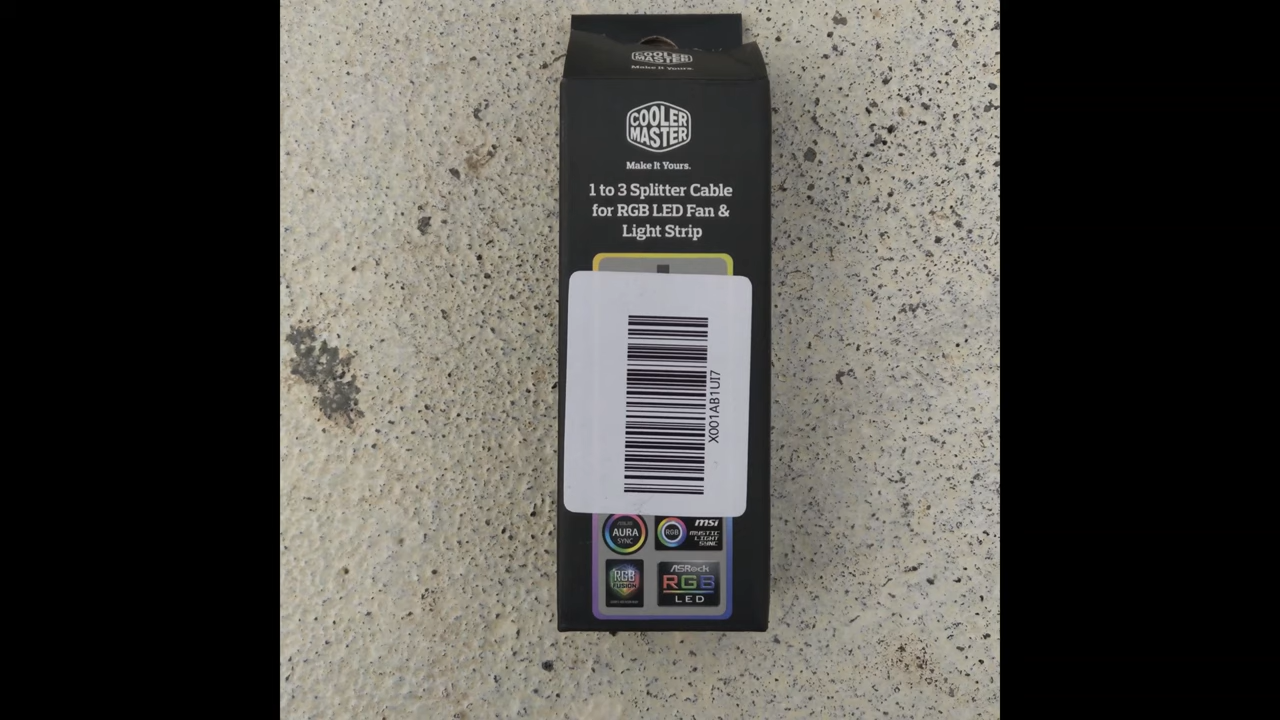 COOLER
MASTER
Make It Yours.
COOLER
MASTER
Make It Yours.
1 to 3 Splitter Cable
for RGB LED Fan &
Light Strip
X001AB1UI7
AURA
SYNC
RGB
msi
MYSTIC
LIGHT
SYNC
RGB
FUSION
ASRock
RGB
LED